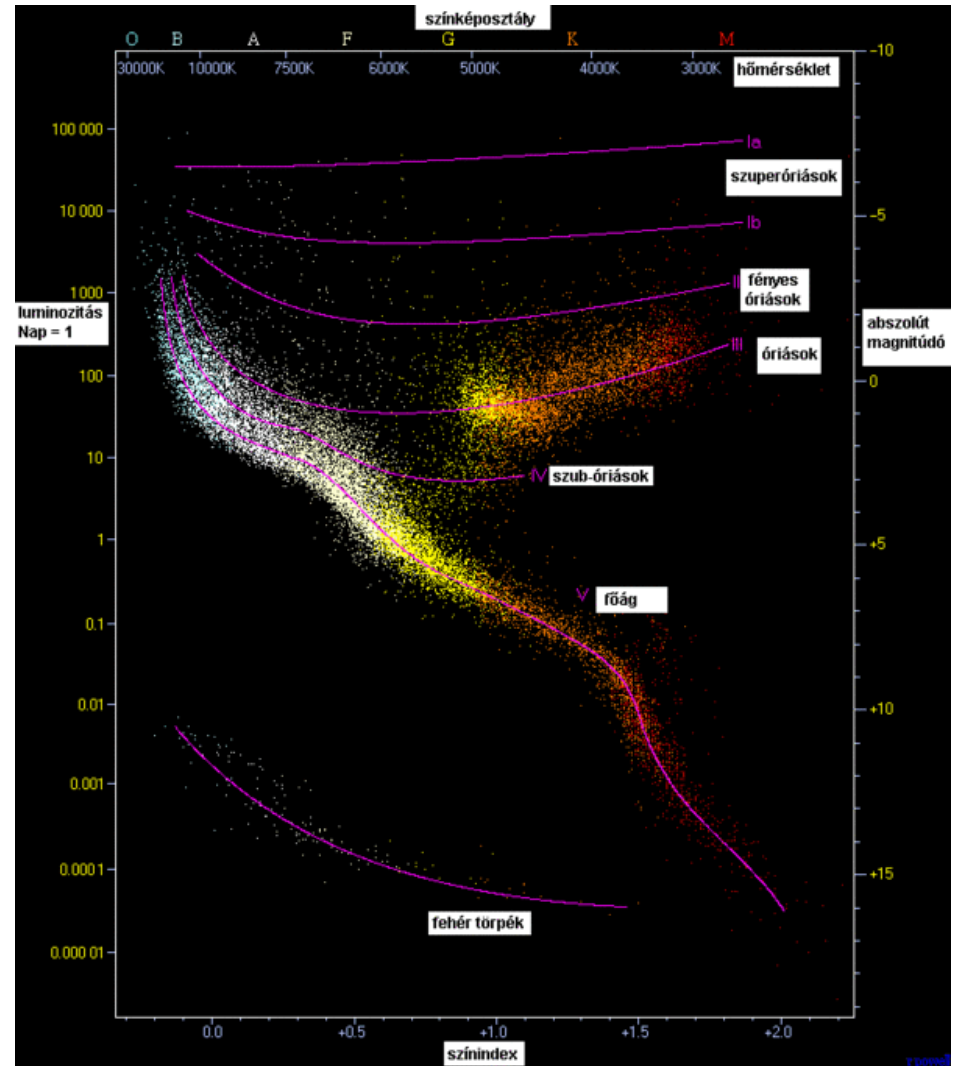 színképosztály
O B A F G K M
30000K 10000K 7500K 6000K 5000K 4000K 3000K
hőmérséklet
-10
100 000
Ia
szuperóriások
10 000
-5
Ib
1 000
II
fényes
óriások
luminozitás
Nap = 1
abszolút
magnitúdó
III
óriások
100
0
10
IV
szub-óriások
1
+5
V
főág
0.1
0.01
+10
0.001
0.0001
+15
fehér törpék
0.000 01
0.0 +0.5 +1.0 +1.5 +2.0
színindex